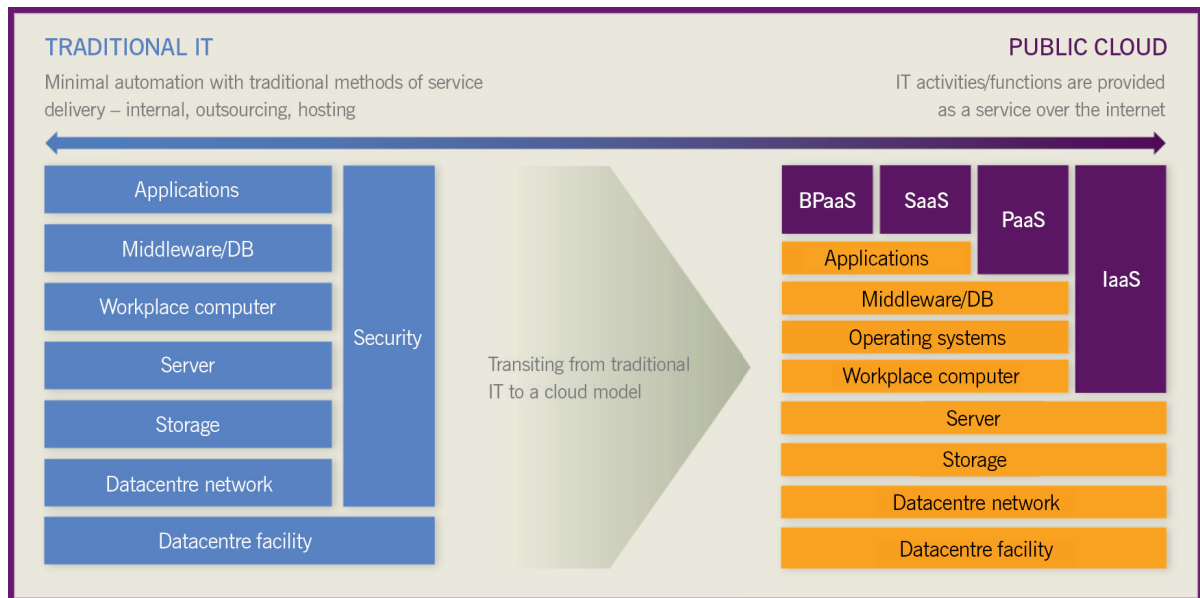 TRADITIONAL IT
Minimal automation with traditional methods of service
delivery – internal, outsourcing, hosting
PUBLIC CLOUD
IT activities/functions are provided
as a service over the internet
Applications
Middleware/DB
Workplace computer
Server
Storage
Datacentre network
Security
Datacentre facility
Transiting from traditional
IT to a cloud model
BPaaS
SaaS
PaaS
IaaS
Applications
Middleware/DB
Operating systems
Workplace computer
Server
Storage
Datacentre network
Datacentre facility